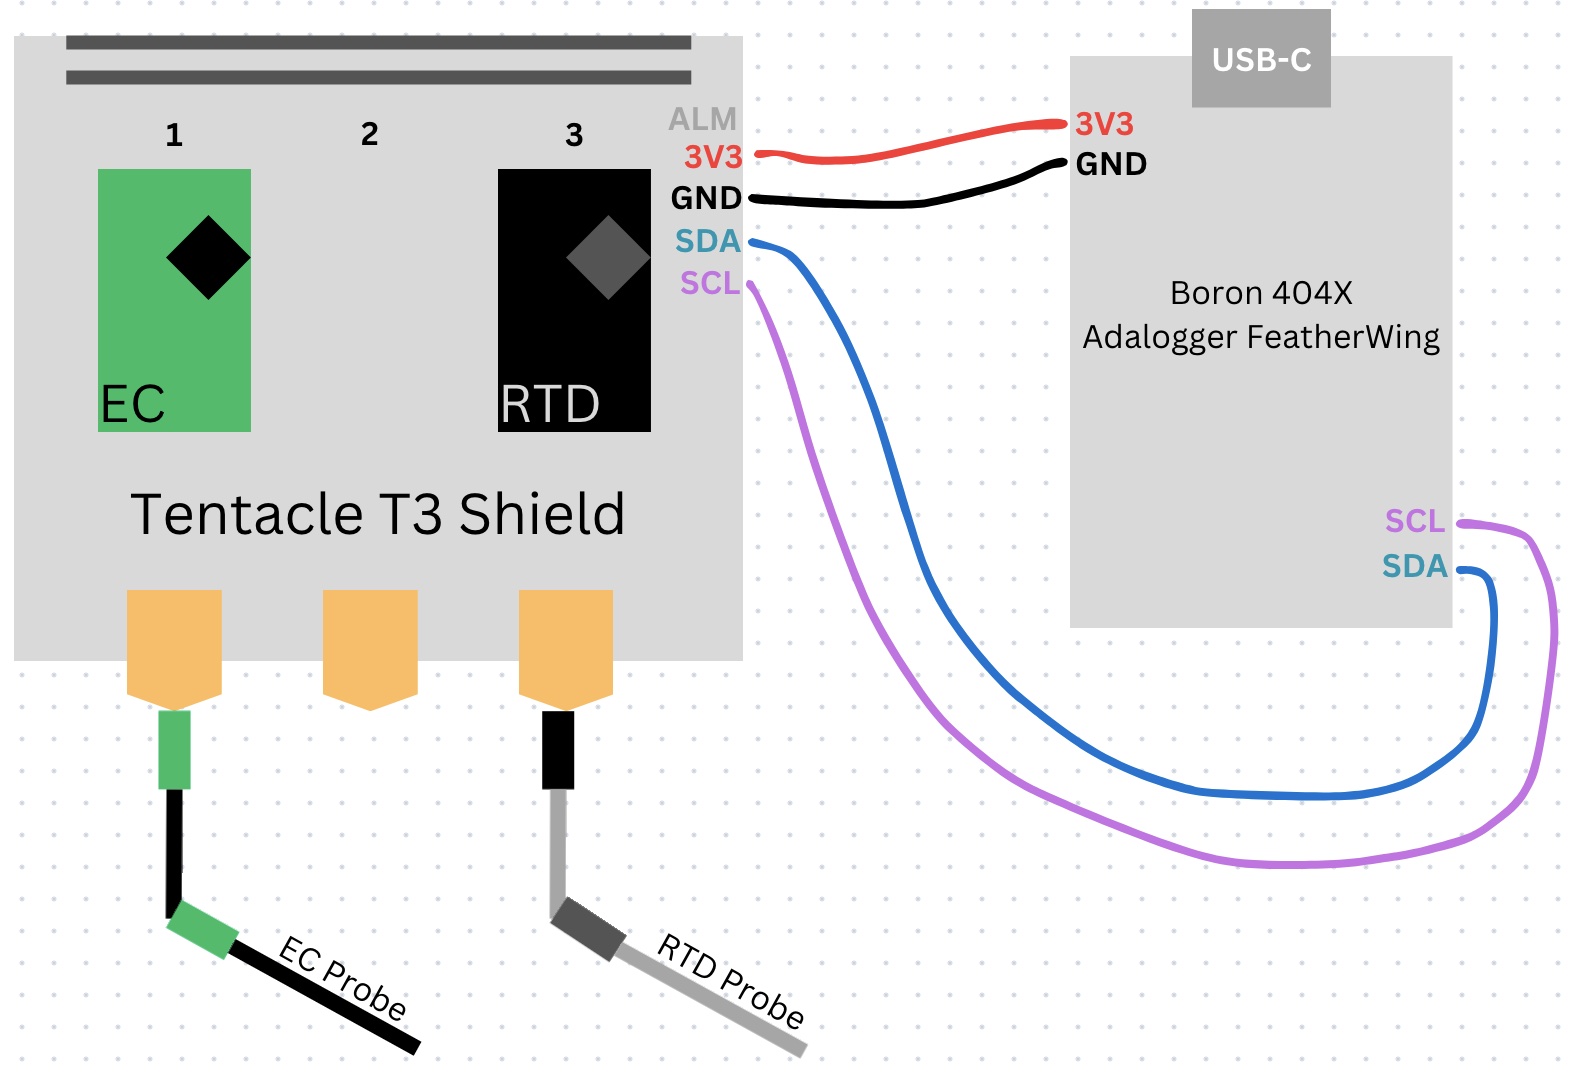 USB-C
1
2
3
ALM
3V3
GND
SDA
SCL
3V3
GND
EC
RTD
Tentacle T3 Shield
Boron 404X
Adalogger FeatherWing
SCL
SDA
EC Probe
RTD Probe